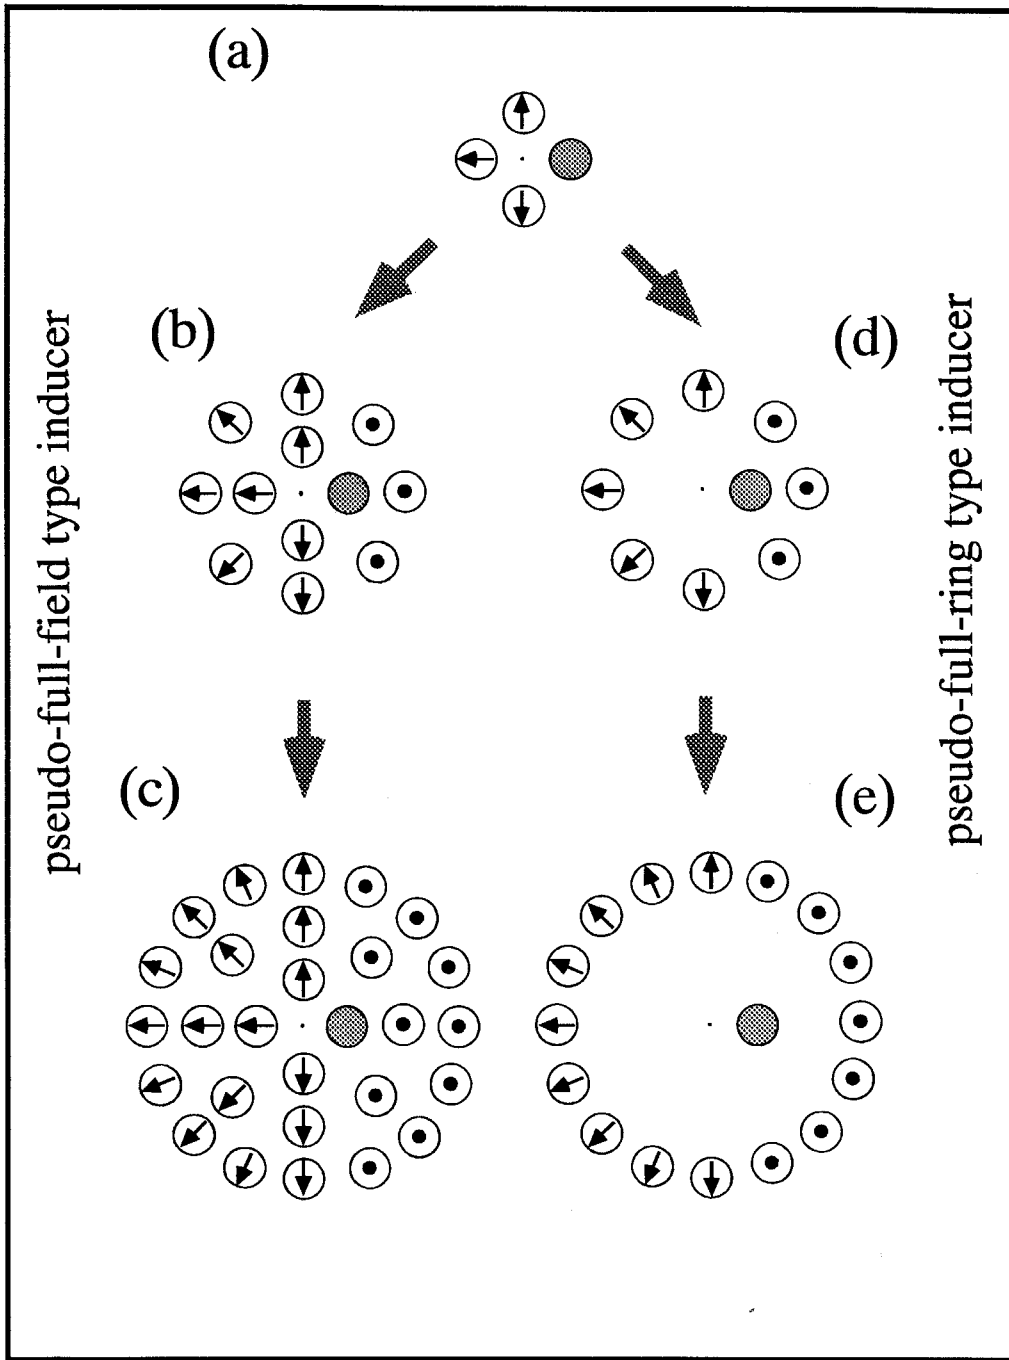 (a)
(b)
(d)
pseudo-full-field type inducer
pseudo-full-ring type inducer
(c)
(e)